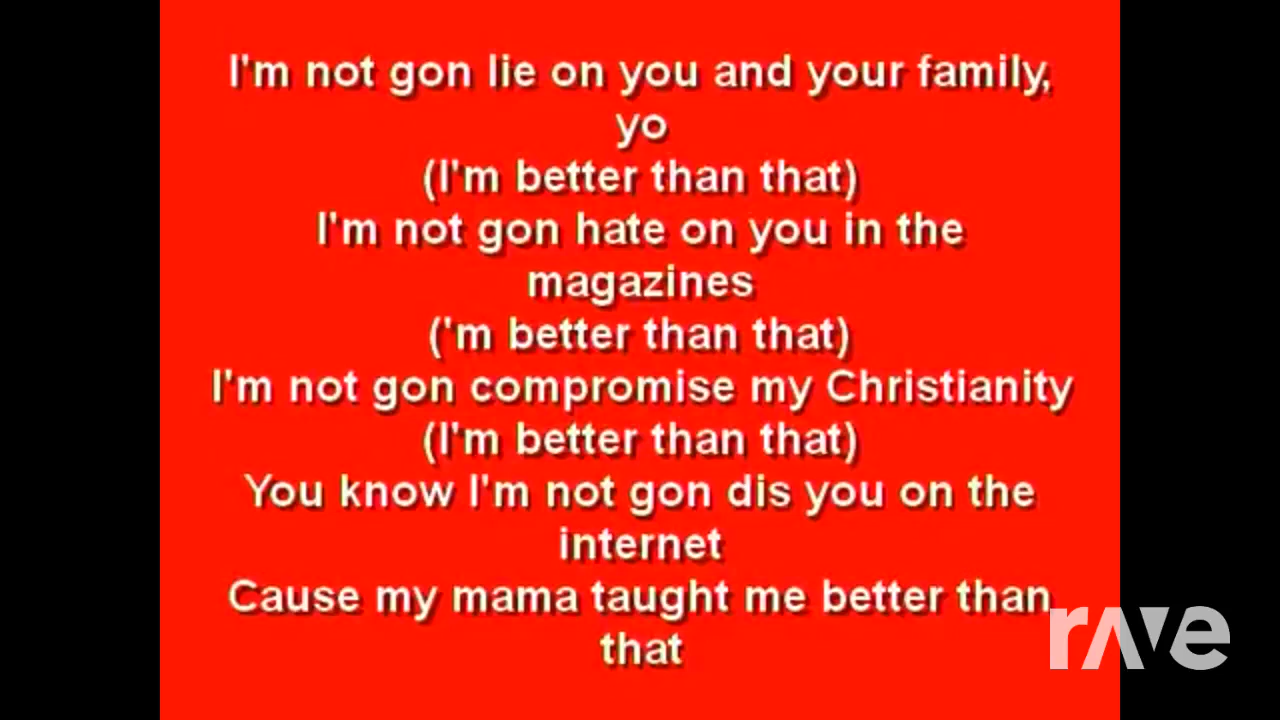 I'm not gon lie on you and your family,
yo
(I'm better than that)
I'm not gon hate on you in the
magazines
('m better than that)
I'm not gon compromise my Christianity
(I'm better than that)
You know I'm not gon dis you on the
internet
Cause my mama taught me better than
that
rave